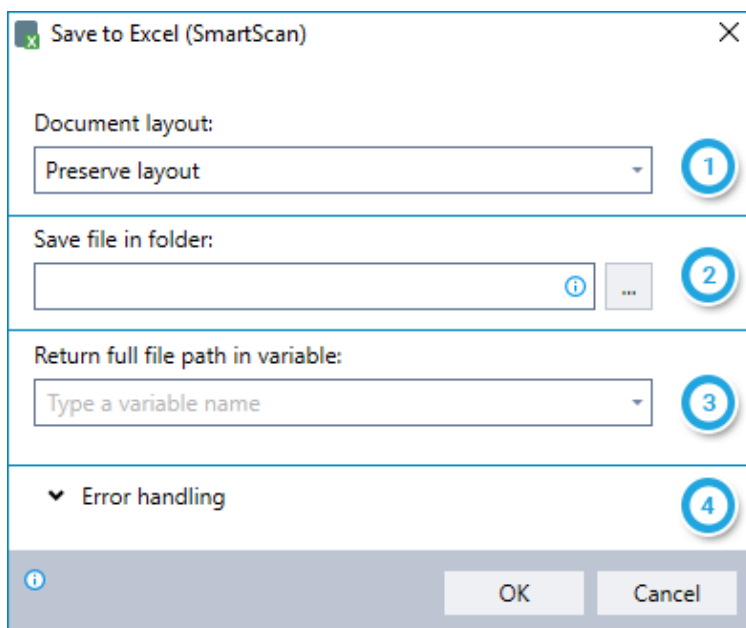 Save to Excel (SmartScan)
Document layout:
Preserve layout
1
Save file in folder:
...
2
Return full file path in variable:
Type a variable name
3
Error handling
4
OK
Cancel